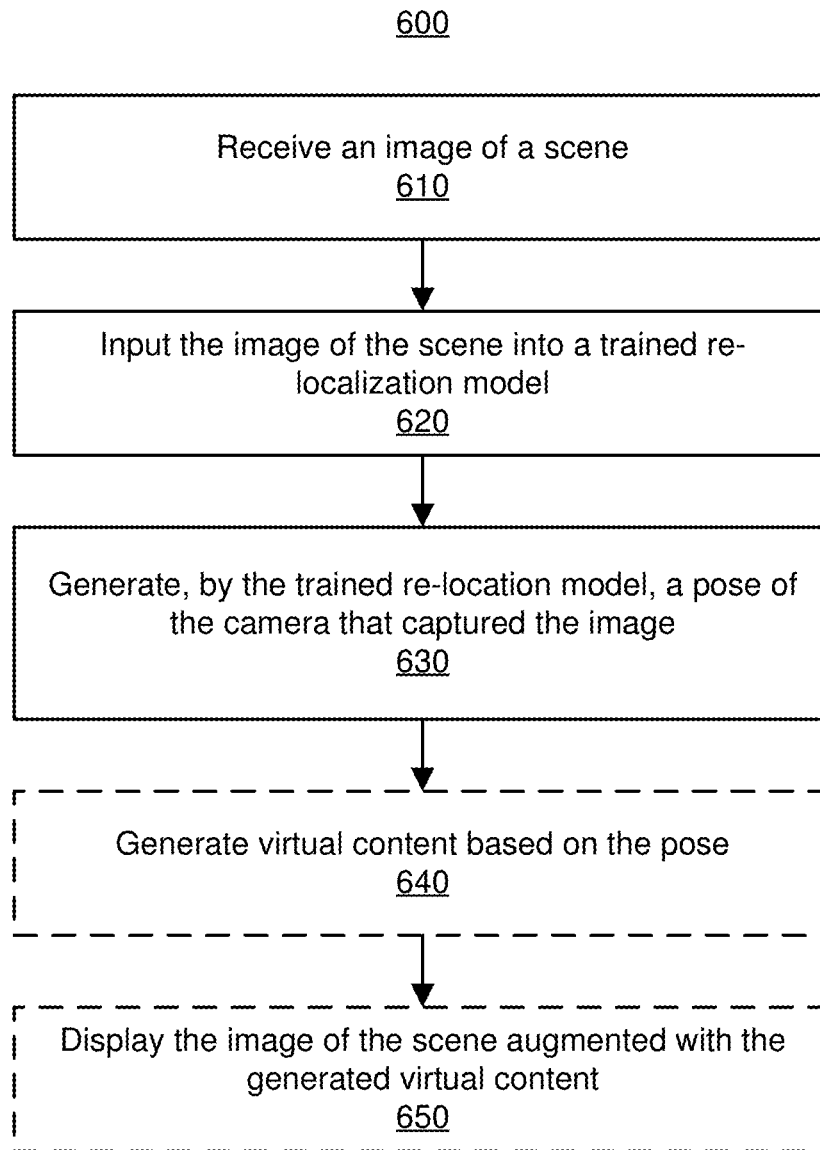 600
Receive an image of a scene
610
Input the image of the scene into a trained re-
localization model
620
Generate, by the trained re-location model, a pose of
the camera that captured the image
630
Generate virtual content based on the pose
640
Display the image of the scene augmented with the
generated virtual content
650